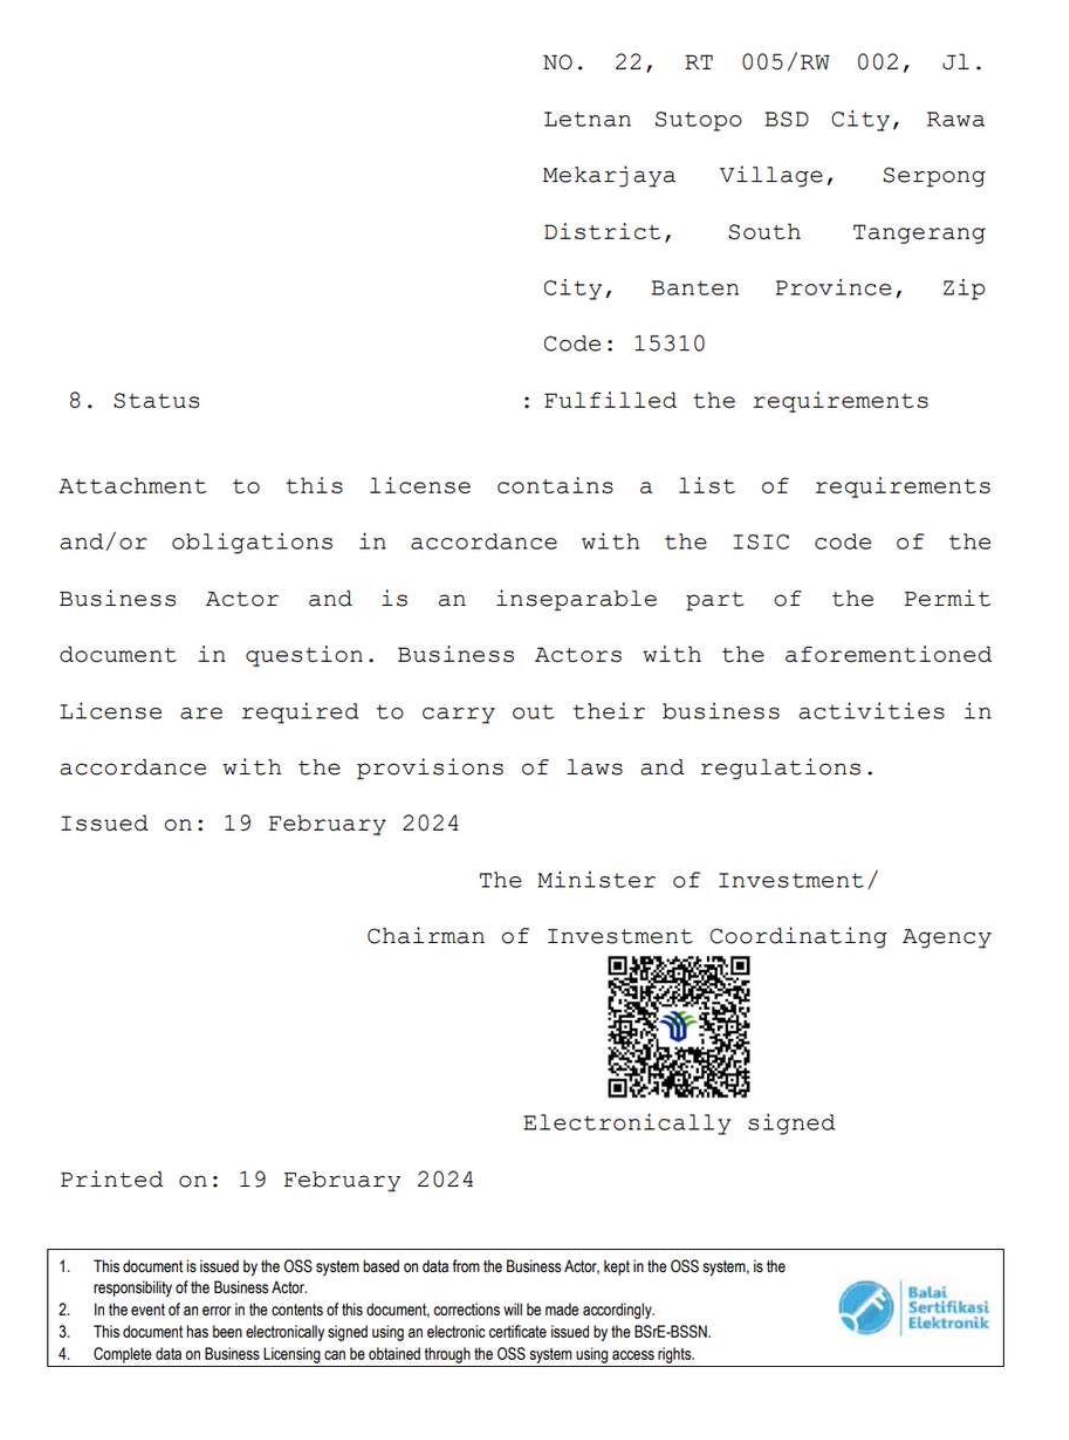 NO. 22, RT 005/RW 002, Jl.
Letnan Sutopo BSD City, Rawa
Mekarjaya Village, Serpong
District, South Tangerang
City, Banten Province, Zip
Code: 15310
8. Status : Fulfilled the requirements
Attachment to this license contains a list of requirements
and/or obligations in accordance with the ISIC code of the
Business Actor and is an inseparable part of the Permit
document in question. Business Actors with the aforementioned
License are required to carry out their business activities in
accordance with the provisions of laws and regulations.
Issued on: 19 February 2024
The Minister of Investment/
Chairman of Investment Coordinating Agency
Electronically signed
Printed on: 19 February 2024
1. This document is issued by the OSS system based on data from the Business Actor, kept in the OSS system, is the
responsibility of the Business Actor.
2. In the event of an error in the contents of this document, corrections will be made accordingly.
3. This document has been electronically signed using an electronic certificate issued by the BSrE-BSSN.
4. Complete data on Business Licensing can be obtained through the OSS system using access rights.
Balai
Sertifikasi
Elektronik